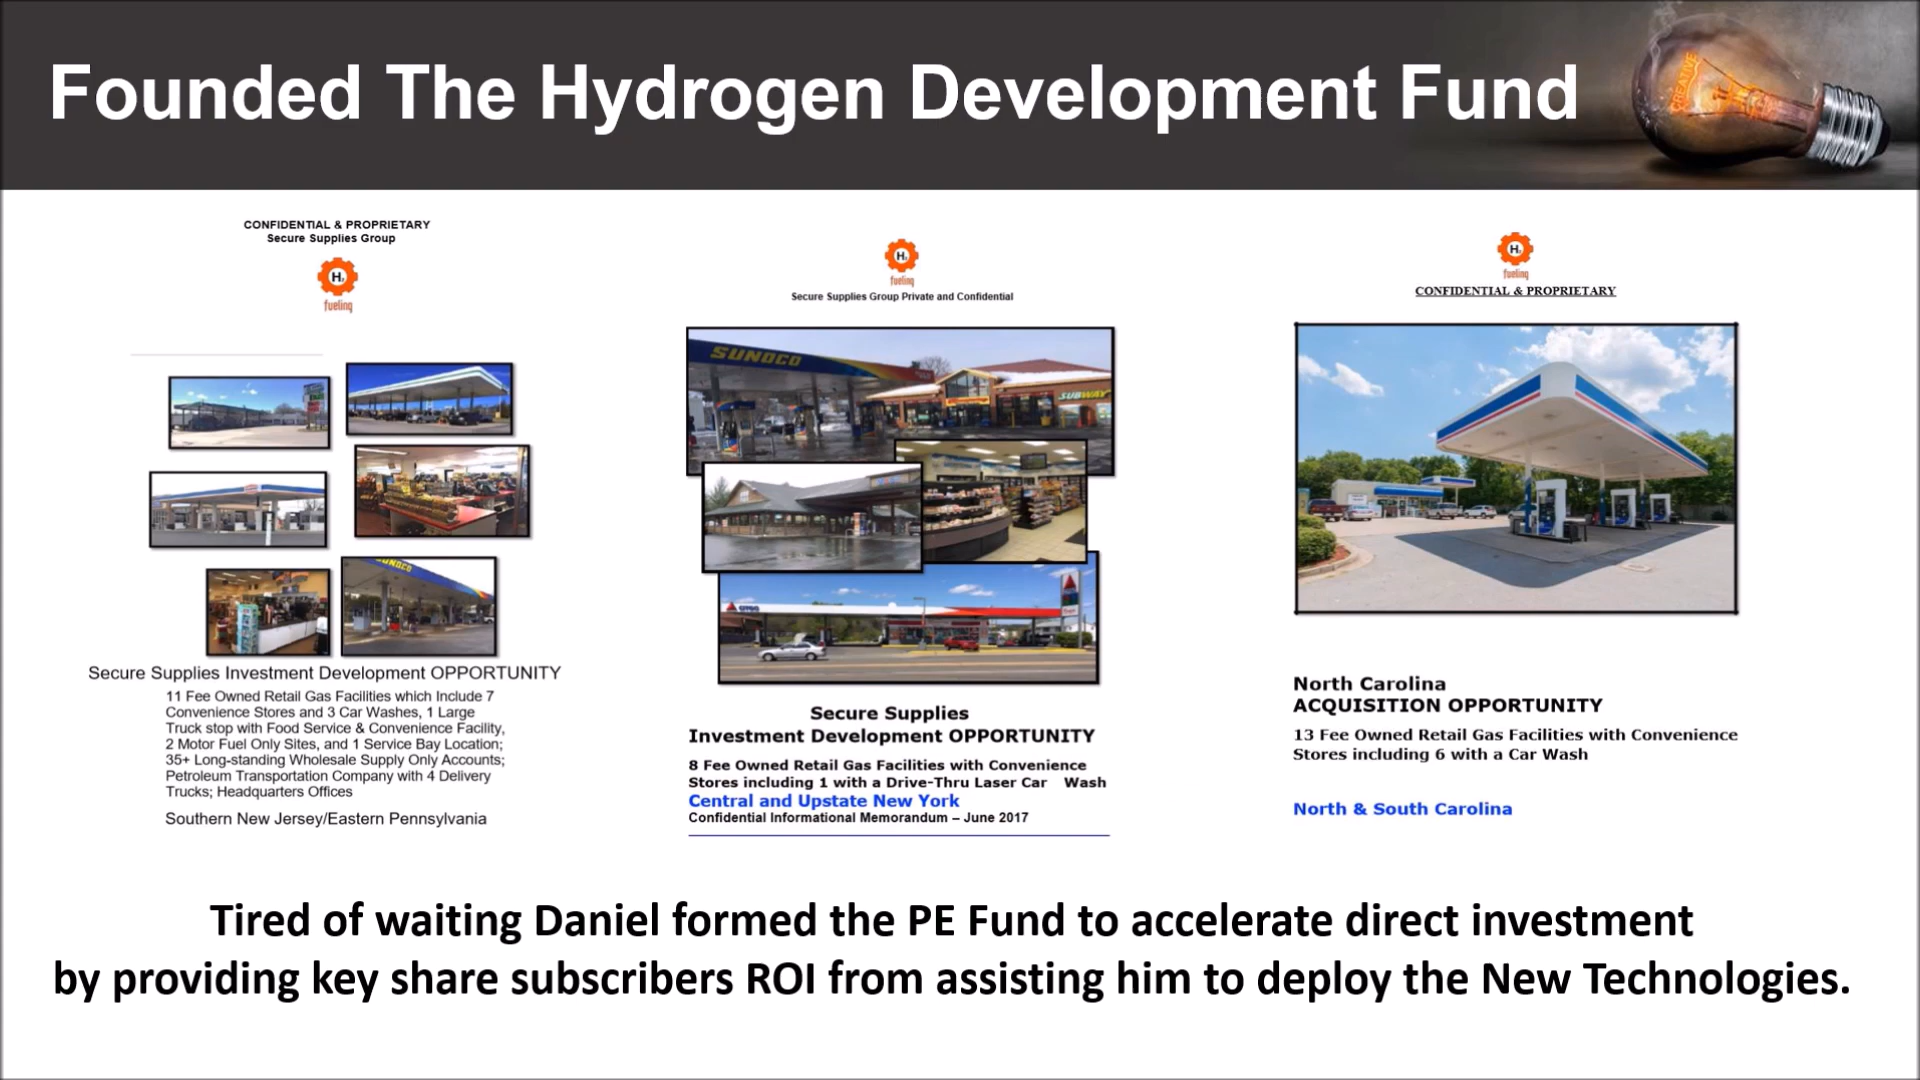 Founded The Hydrogen Development Fund
CREATIVE
CONFIDENTIAL & PROPRIETARY
Secure Supplies Group
H₂
fueling
SUNOCO
Secure Supplies Investment Development OPPORTUNITY
11 Fee Owned Retail Gas Facilities which Include 7
Convenience Stores and 3 Car Washes, 1 Large
Truck stop with Food Service & Convenience Facility,
2 Motor Fuel Only Sites, and 1 Service Bay Location;
35+ Long-standing Wholesale Supply Only Accounts;
Petroleum Transportation Company with 4 Delivery
Trucks; Headquarters Offices
Southern New Jersey/Eastern Pennsylvania
H₂
fueling
Secure Supplies Group Private and Confidential
SUNOCO
SUBWAY
CITGO
Secure Supplies
Investment Development OPPORTUNITY
8 Fee Owned Retail Gas Facilities with Convenience
Stores including 1 with a Drive-Thru Laser Car Wash
Central and Upstate New York
Confidential Informational Memorandum – June 2017
H₂
fueling
CONFIDENTIAL & PROPRIETARY
North Carolina
ACQUISITION OPPORTUNITY
13 Fee Owned Retail Gas Facilities with Convenience
Stores including 6 with a Car Wash
North & South Carolina
Tired of waiting Daniel formed the PE Fund to accelerate direct investment
by providing key share subscribers ROI from assisting him to deploy the New Technologies.